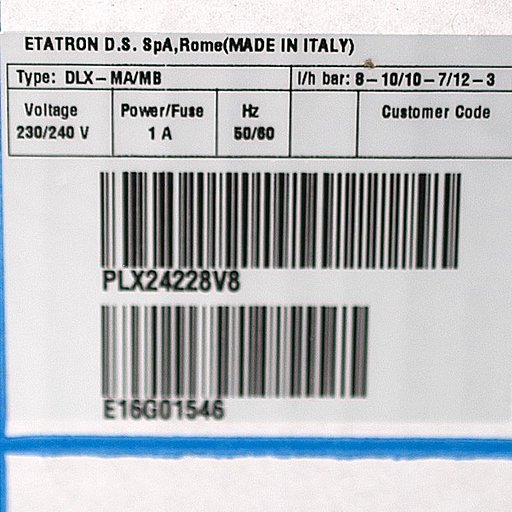 ETATRON D.S. SpA,Rome(MADE IN ITALY)
Type: DLX-MA/MB l/h bar: 8-10/10-7/12-3
Voltage Power/Fuse Hz Customer Code
230/240 V 1 A 50/60
PLX24228V8
E16G01546